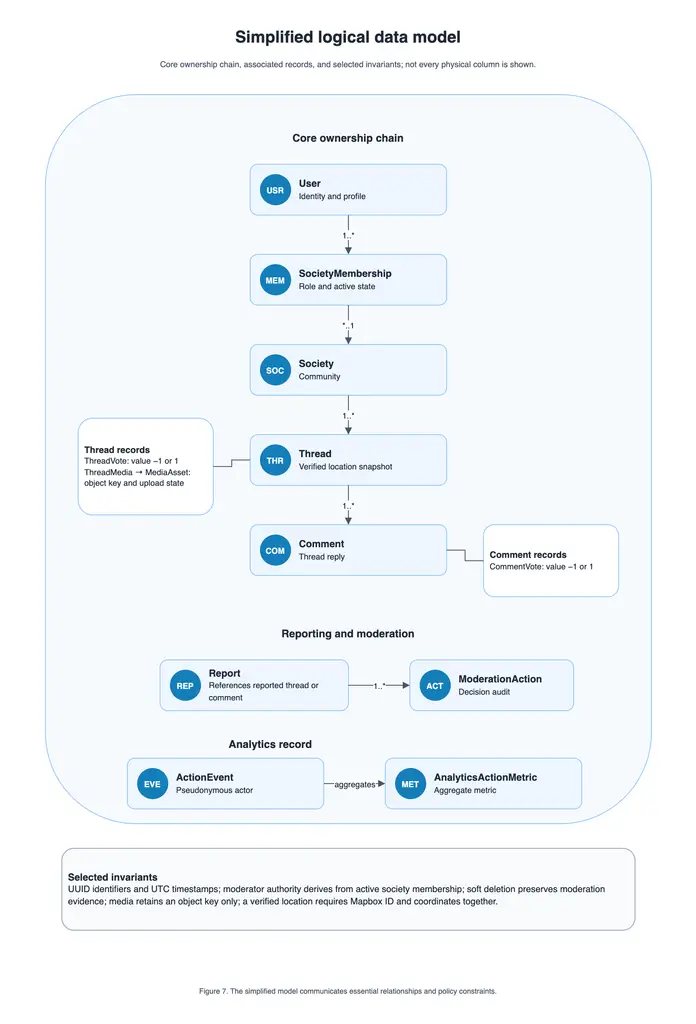 Simplified logical data model
Core ownership chain, associated records, and selected invariants; not every physical column is shown.
Core ownership chain
USR
User
Identity and profile
1..*
MEM
SocietyMembership
Role and active state
*..1
SOC
Society
Community
1..*
Thread records
ThreadVote: value −1 or 1
ThreadMedia → MediaAsset:
object key and upload state
THR
Thread
Verified location snapshot
1..*
COM
Comment
Thread reply
Comment records
CommentVote: value −1 or 1
Reporting and moderation
REP
Report
References reported thread or
comment
1..*
ACT
ModerationAction
Decision audit
Analytics record
EVE
ActionEvent
Pseudonymous actor
aggregates
MET
AnalyticsActionMetric
Aggregate metric
Selected invariants
UUID identifiers and UTC timestamps; moderator authority derives from active society membership; soft deletion preserves moderation
evidence; media retains an object key only; a verified location requires Mapbox ID and coordinates together.
Figure 7. The simplified model communicates essential relationships and policy constraints.